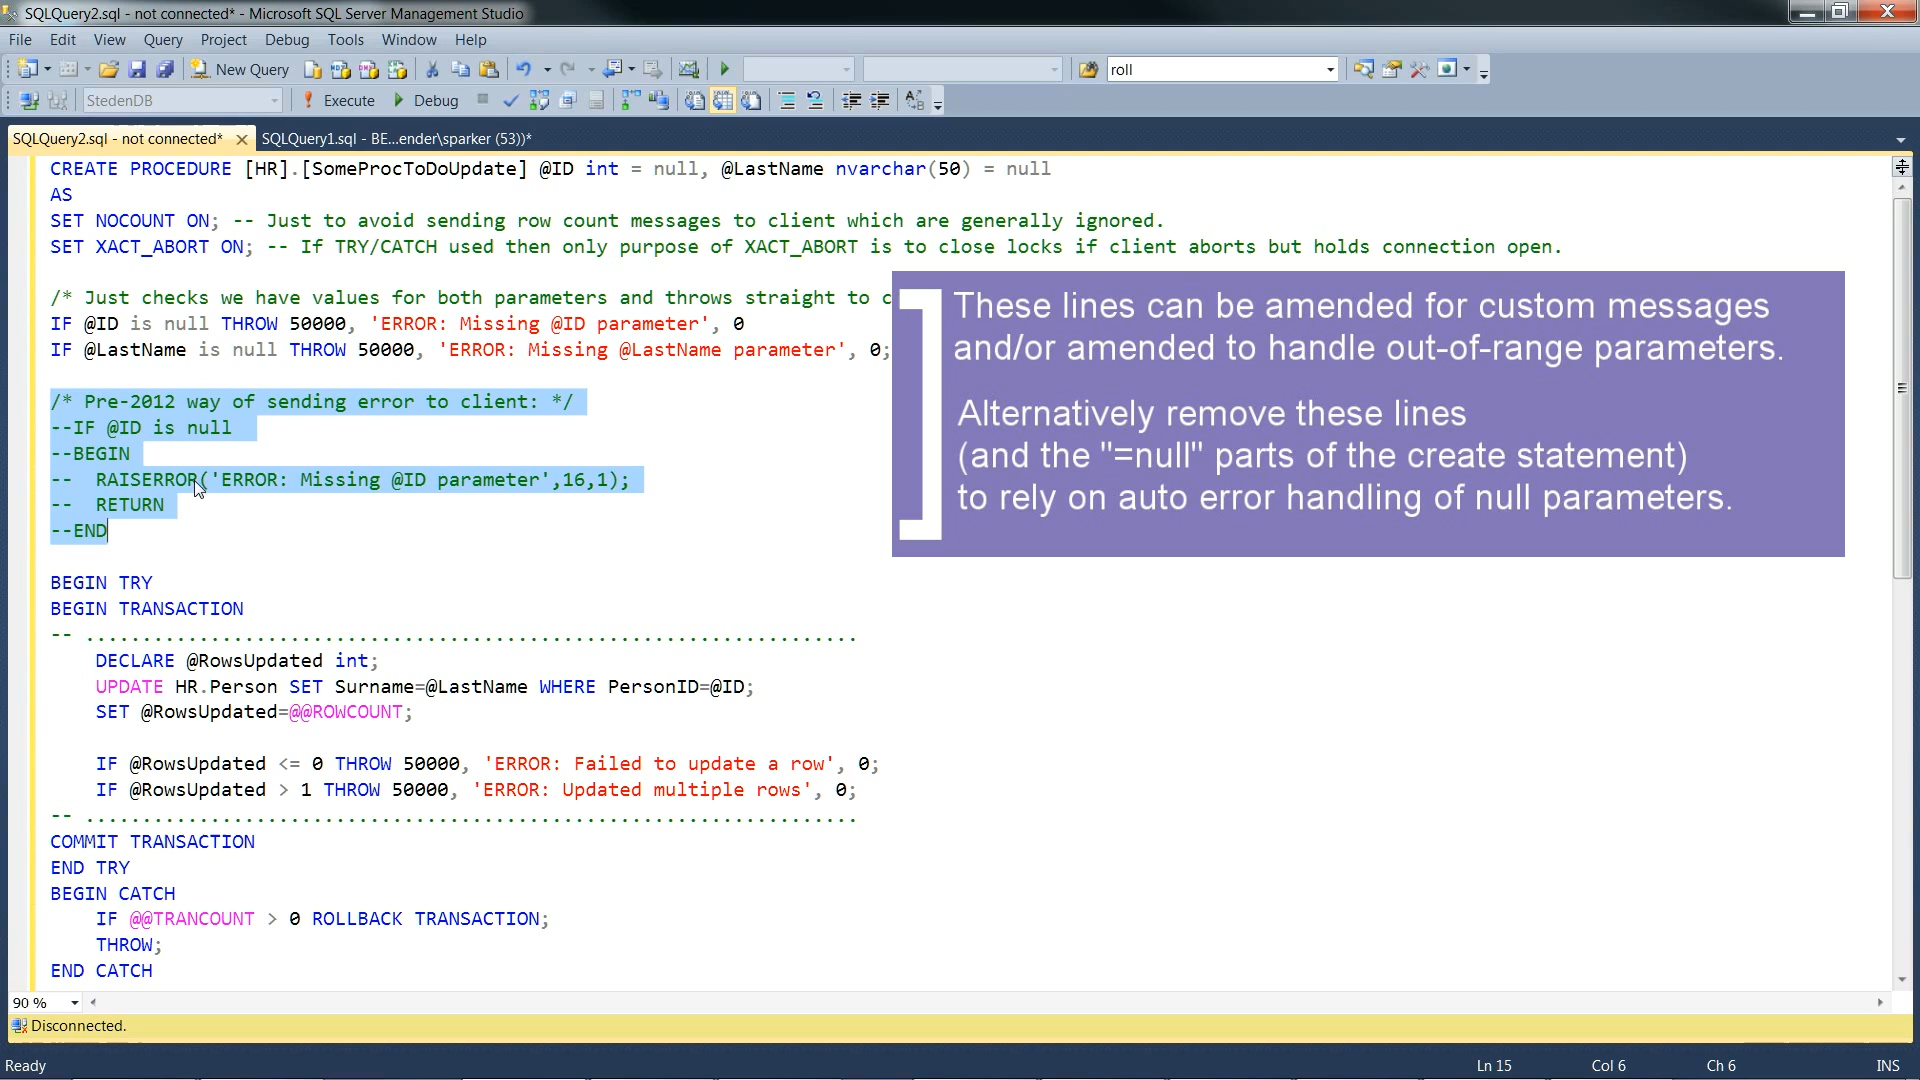 SQLQuery2.sql - not connected* - Microsoft SQL Server Management Studio
File Edit View Query Project Debug Tools Window Help
New Query roll
StedenDB Execute Debug
SQLQuery2.sql - not connected* SQLQuery1.sql - BE...ender\sparker (53))*
CREATE PROCEDURE [HR].[SomeProcToDoUpdate] @ID int = null, @LastName nvarchar(50) = null
AS
SET NOCOUNT ON; -- Just to avoid sending row count messages to client which are generally ignored.
SET XACT_ABORT ON; -- If TRY/CATCH used then only purpose of XACT_ABORT is to close locks if client aborts but holds connection open.
/* Just checks we have values for both parameters and throws straight to c
IF @ID is null THROW 50000, 'ERROR: Missing @ID parameter', 0
IF @LastName is null THROW 50000, 'ERROR: Missing @LastName parameter', 0;
/* Pre-2012 way of sending error to client: */
--IF @ID is null
--BEGIN
--  RAISERROR('ERROR: Missing @ID parameter',16,1);
--  RETURN
--END
These lines can be amended for custom messages
and/or amended to handle out-of-range parameters.
Alternatively remove these lines
(and the "=null" parts of the create statement)
to rely on auto error handling of null parameters.
BEGIN TRY
BEGIN TRANSACTION
-- ....................................................................
DECLARE @RowsUpdated int;
UPDATE HR.Person SET Surname=@LastName WHERE PersonID=@ID;
SET @RowsUpdated=@@ROWCOUNT;
IF @RowsUpdated <= 0 THROW 50000, 'ERROR: Failed to update a row', 0;
IF @RowsUpdated > 1 THROW 50000, 'ERROR: Updated multiple rows', 0;
-- ....................................................................
COMMIT TRANSACTION
END TRY
BEGIN CATCH
IF @@TRANCOUNT > 0 ROLLBACK TRANSACTION;
THROW;
END CATCH
90 %
Disconnected.
Ready Ln 15 Col 6 Ch 6 INS